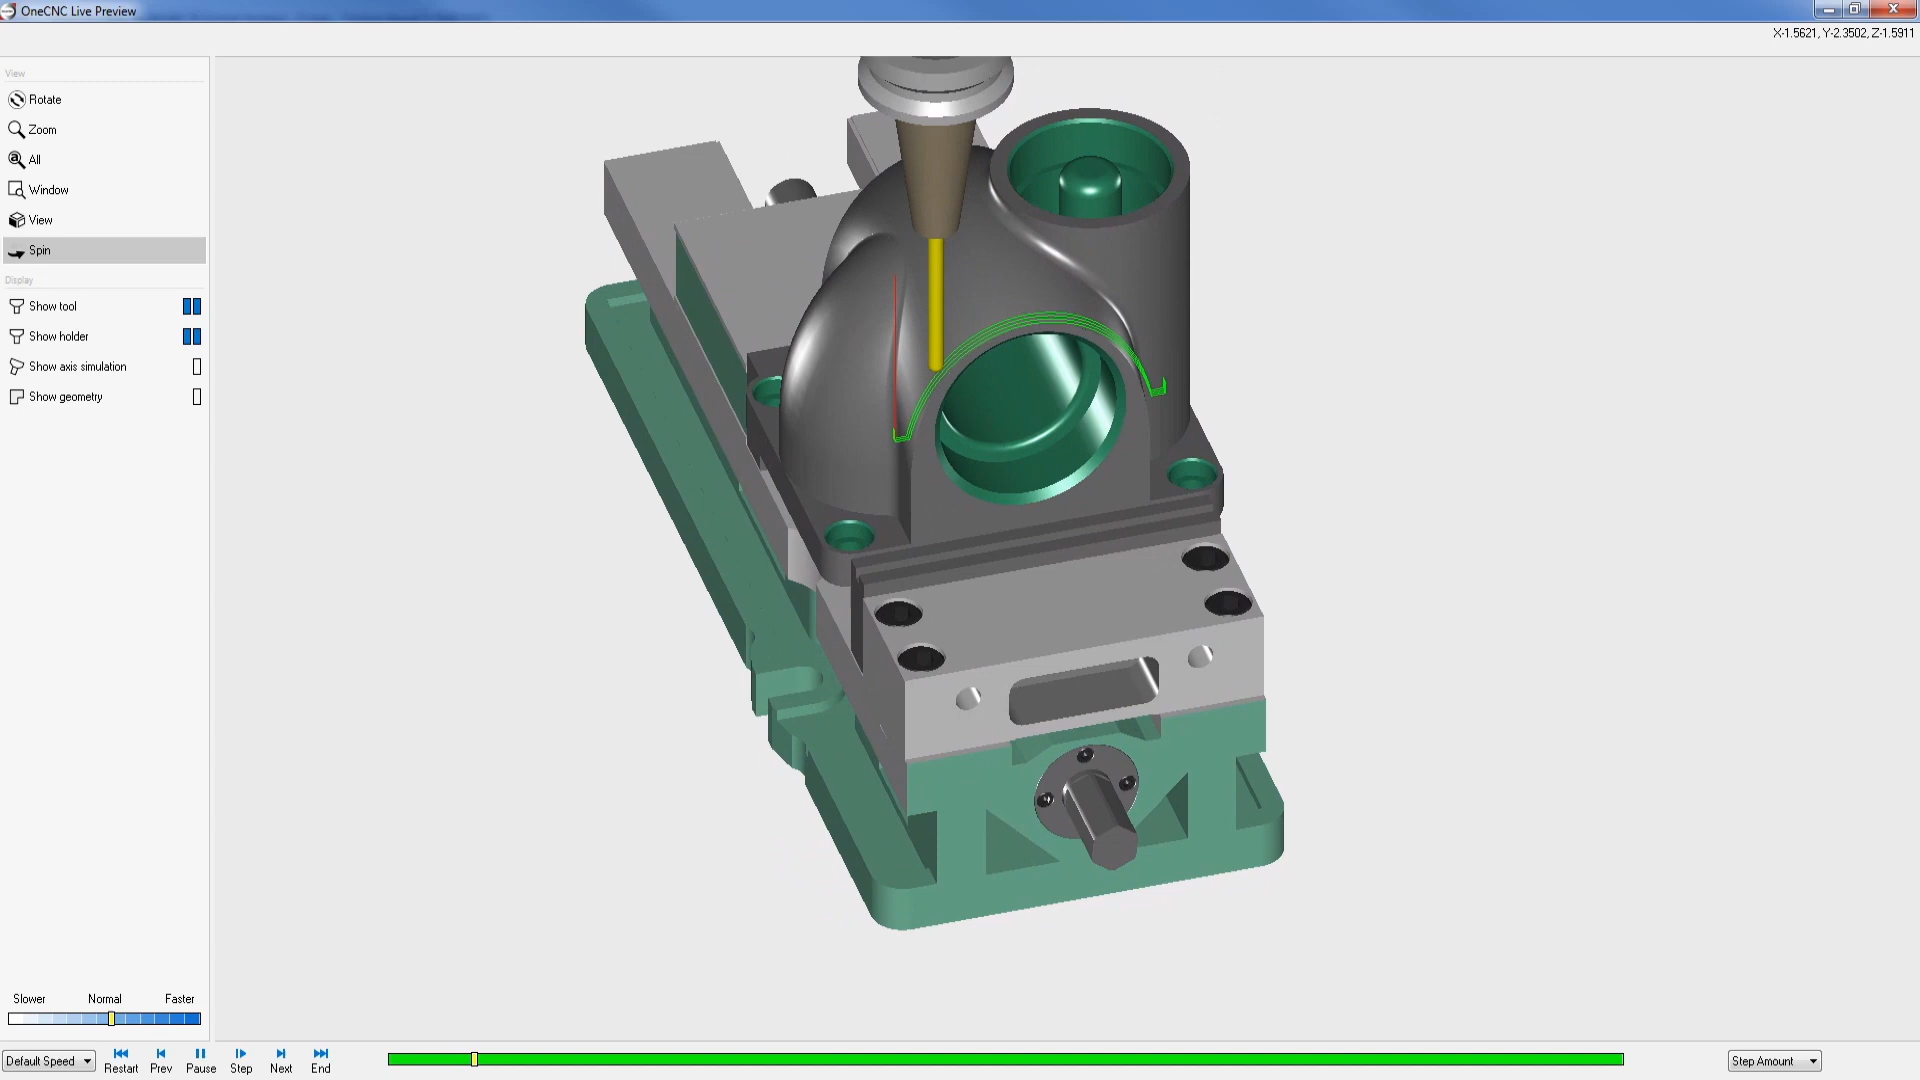 OneCNC Live Preview
X-1.5621, Y-2.3502, Z-1.5911
View
Rotate
Zoom
All
Window
View
Spin
Display
Show tool
Show holder
Show axis simulation
Show geometry
Slower Normal Faster
Default Speed Restart Prev Pause Step Next End Step Amount